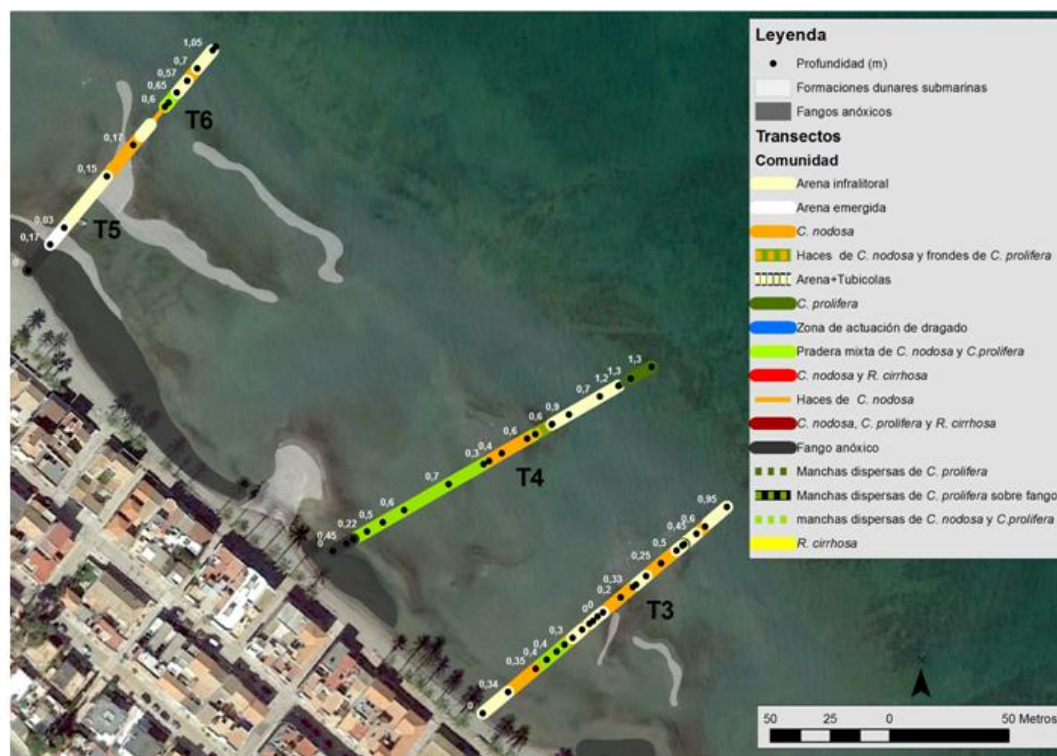 Leyenda
Profundidad (m)
Formaciones dunares submarinas
Fangos anóxicos
Transectos
Comunidad
Arena infralitoral
Arena emergida
C. nodosa
Haces de C. nodosa y frondes de C. prolifera
Arena+Tubicolas
C. prolifera
Zona de actuación de dragado
Pradera mixta de C. nodosa y C.prolifera
C. nodosa y R. cirrhosa
Haces de C. nodosa
C. nodosa, C. prolifera y R. cirrhosa
Fango anóxico
Manchas dispersas de C. prolifera
Manchas dispersas de C. prolifera sobre fango
manchas dispersas de C. nodosa y C.prolifera
R. cirrhosa
1,05
0,7
0,57
0,65
0,6
T6
0,17
0,15
0,03
T5
0,17
1,3
1,3
1,2
0,7
0,9
0,6
0,6
0,4
T4
0,3
0,7
0,6
0,5
0,22
0,45
0
0,95
0,6
0,45
0,5
0,25
0,33
T3
0,2
0
0
0,3
0,4
0,4
0,35
0,34
0
50 25 0 50 Metros